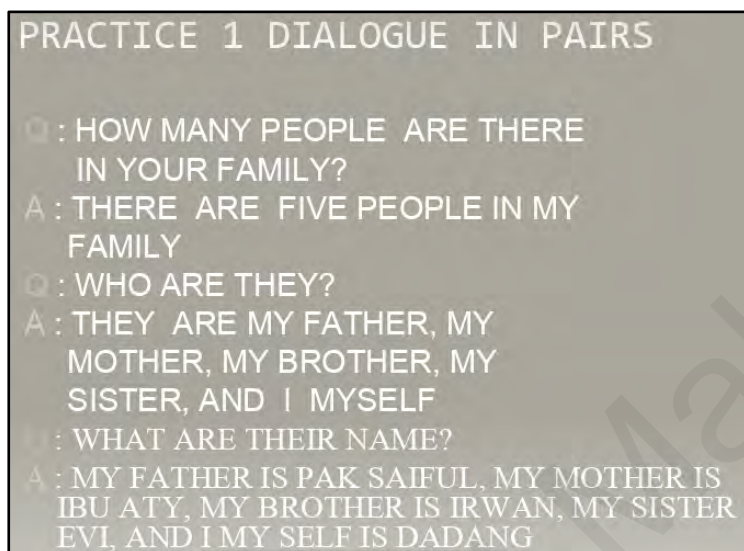 PRACTICE 1 DIALOGUE IN PAIRS
Q : HOW MANY PEOPLE ARE THERE
IN YOUR FAMILY?
A : THERE ARE FIVE PEOPLE IN MY
FAMILY
Q : WHO ARE THEY?
A : THEY ARE MY FATHER, MY
MOTHER, MY BROTHER, MY
SISTER, AND I MYSELF
: WHAT ARE THEIR NAME?
A : MY FATHER IS PAK SAIFUL, MY MOTHER IS
IBU ATY, MY BROTHER IS IRWAN, MY SISTER
EVI, AND I MY SELF IS DADANG